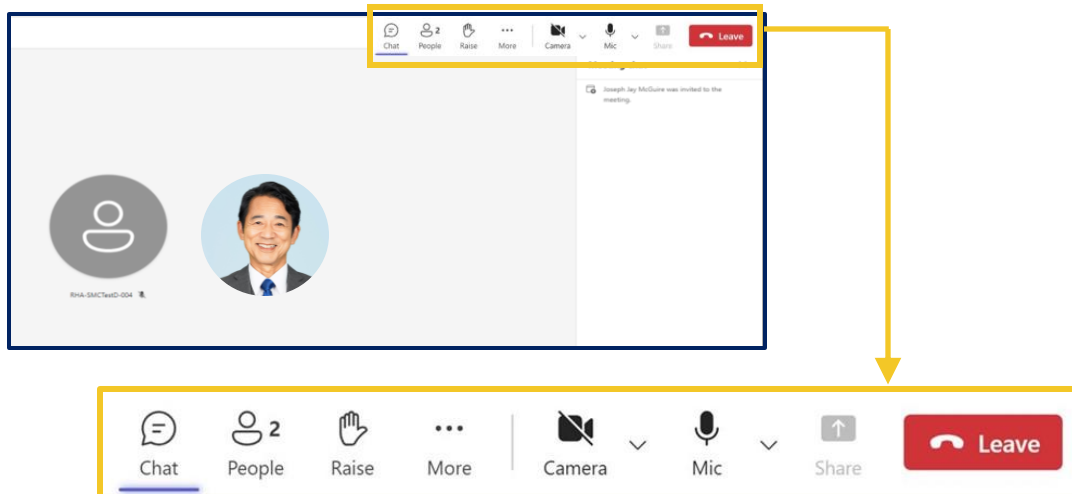 Chat People 2 Raise More Camera Mic Share Leave
Joseph Jay McGuire was invited to the
meeting.
RHA-SMCTestD-004
Chat People 2 Raise More Camera Mic Share Leave